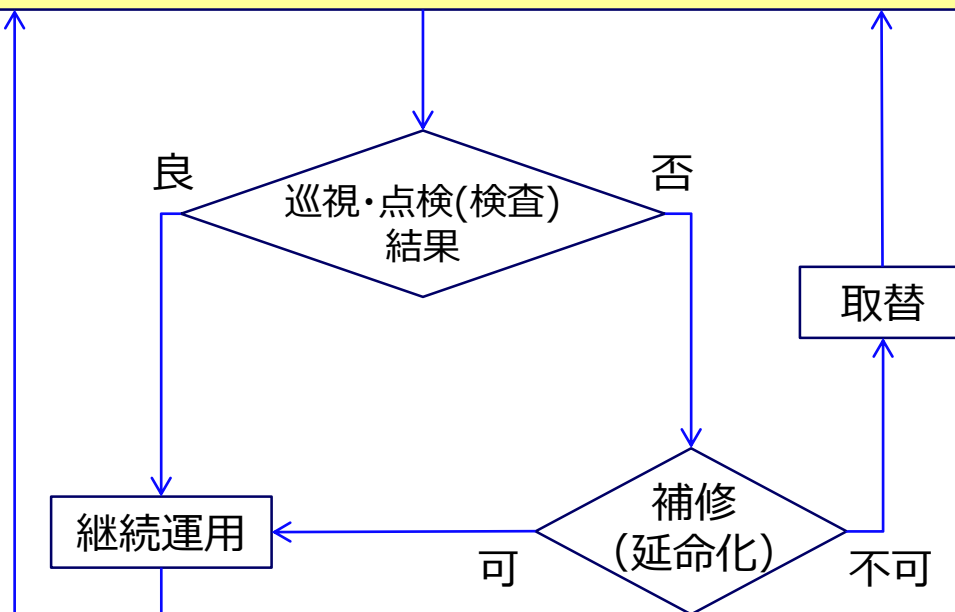 良
否
巡視・点検(検査)
結果
取替
継続運用
補修
(延命化)
可
不可